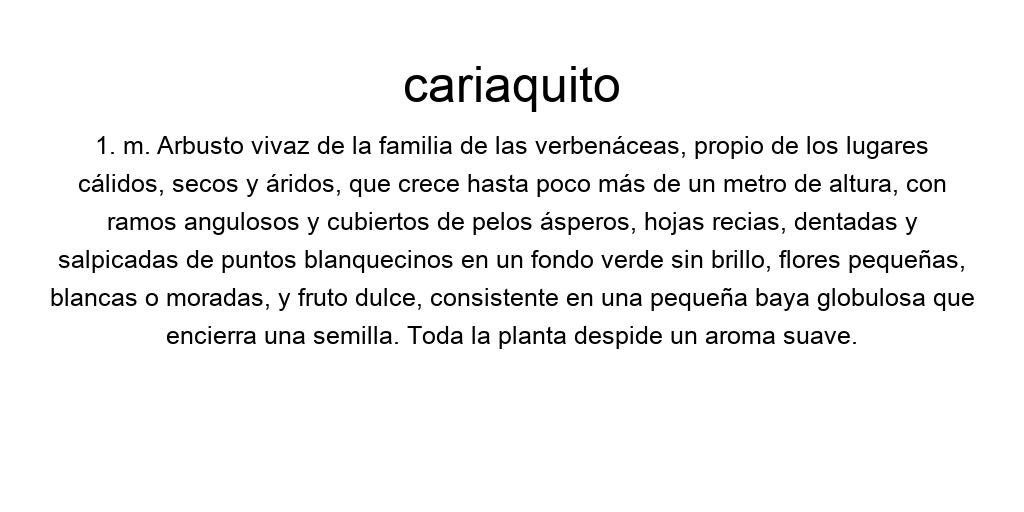 cariaquito
1. m. Arbusto vivaz de la familia de las verbenáceas, propio de los lugares
cálidos, secos y áridos, que crece hasta poco más de un metro de altura, con
ramos angulosos y cubiertos de pelos ásperos, hojas recias, dentadas y
salpicadas de puntos blanquecinos en un fondo verde sin brillo, flores pequeñas,
blancas o moradas, y fruto dulce, consistente en una pequeña baya globulosa que
encierra una semilla. Toda la planta despide un aroma suave.